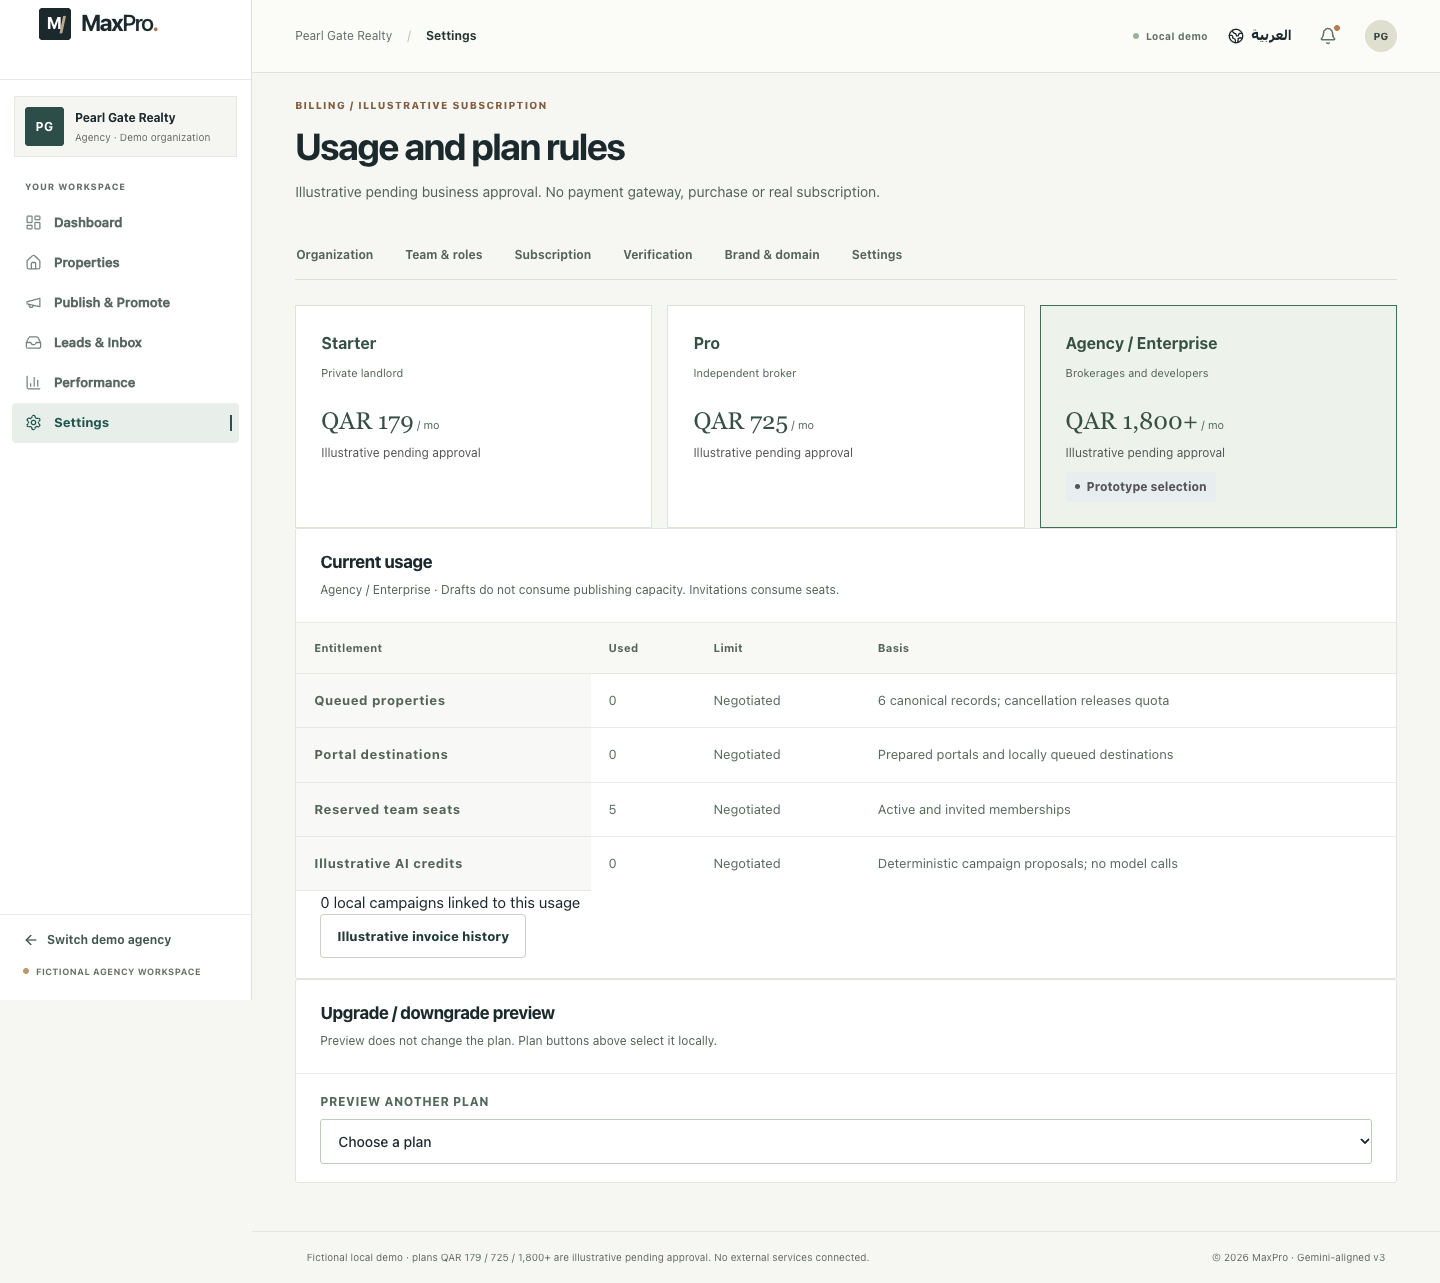 M/ MaxPro.
Pearl Gate Realty / Settings
Local demo
العربية
PG
PG
Pearl Gate Realty
Agency · Demo organization
YOUR WORKSPACE
Dashboard
Properties
Publish & Promote
Leads & Inbox
Performance
Settings
Switch demo agency
FICTIONAL AGENCY WORKSPACE
BILLING / ILLUSTRATIVE SUBSCRIPTION
Usage and plan rules
Illustrative pending business approval. No payment gateway, purchase or real subscription.
Organization Team & roles Subscription Verification Brand & domain Settings
Starter
Private landlord
QAR 179 / mo
Illustrative pending approval
Pro
Independent broker
QAR 725 / mo
Illustrative pending approval
Agency / Enterprise
Brokerages and developers
QAR 1,800+ / mo
Illustrative pending approval
Prototype selection
Current usage
Agency / Enterprise · Drafts do not consume publishing capacity. Invitations consume seats.
Entitlement Used Limit Basis
Queued properties 0 Negotiated 6 canonical records; cancellation releases quota
Portal destinations 0 Negotiated Prepared portals and locally queued destinations
Reserved team seats 5 Negotiated Active and invited memberships
Illustrative AI credits 0 Negotiated Deterministic campaign proposals; no model calls
0 local campaigns linked to this usage
Illustrative invoice history
Upgrade / downgrade preview
Preview does not change the plan. Plan buttons above select it locally.
PREVIEW ANOTHER PLAN
Choose a plan
Fictional local demo · plans QAR 179 / 725 / 1,800+ are illustrative pending approval. No external services connected.
© 2026 MaxPro · Gemini-aligned v3